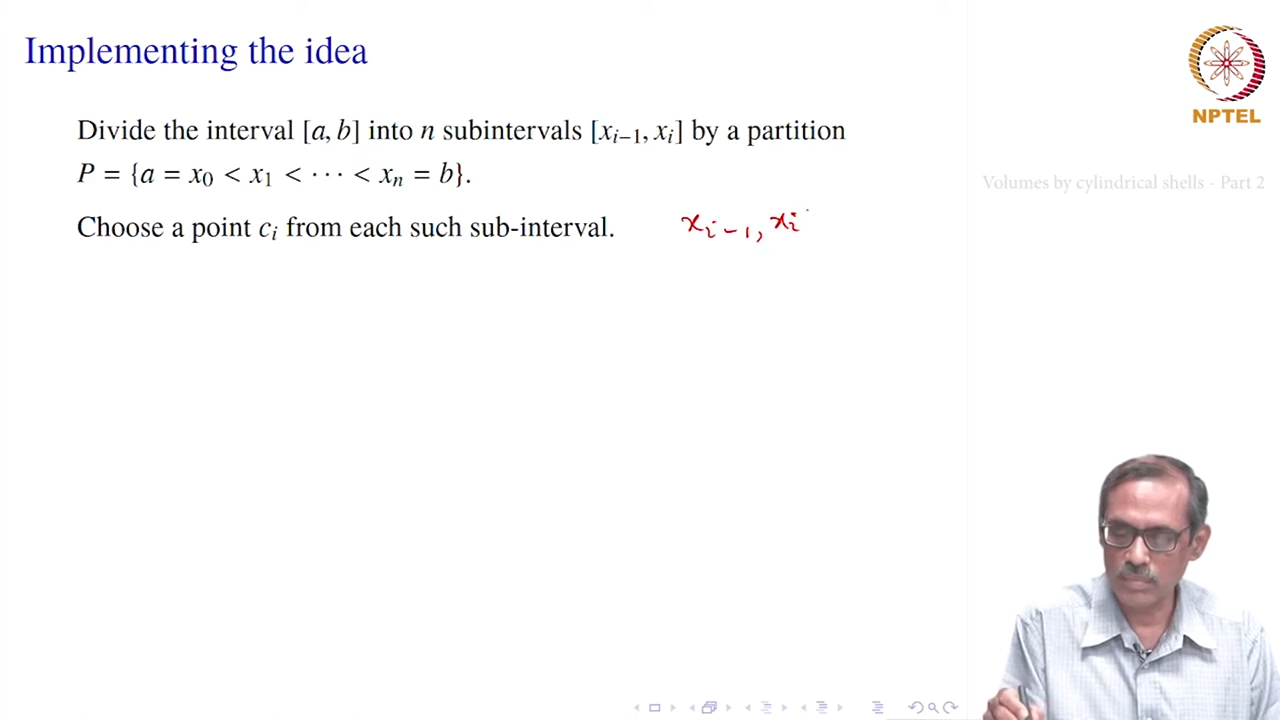 Implementing the idea
NPTEL
Divide the interval [a, b] into n subintervals [xᵢ₋₁, xᵢ] by a partition
P = {a = x₀ < x₁ < ⋯ < xₙ = b}.
Volumes by cylindrical shells - Part 2
Choose a point cᵢ from each such sub-interval. xᵢ₋₁, xᵢ